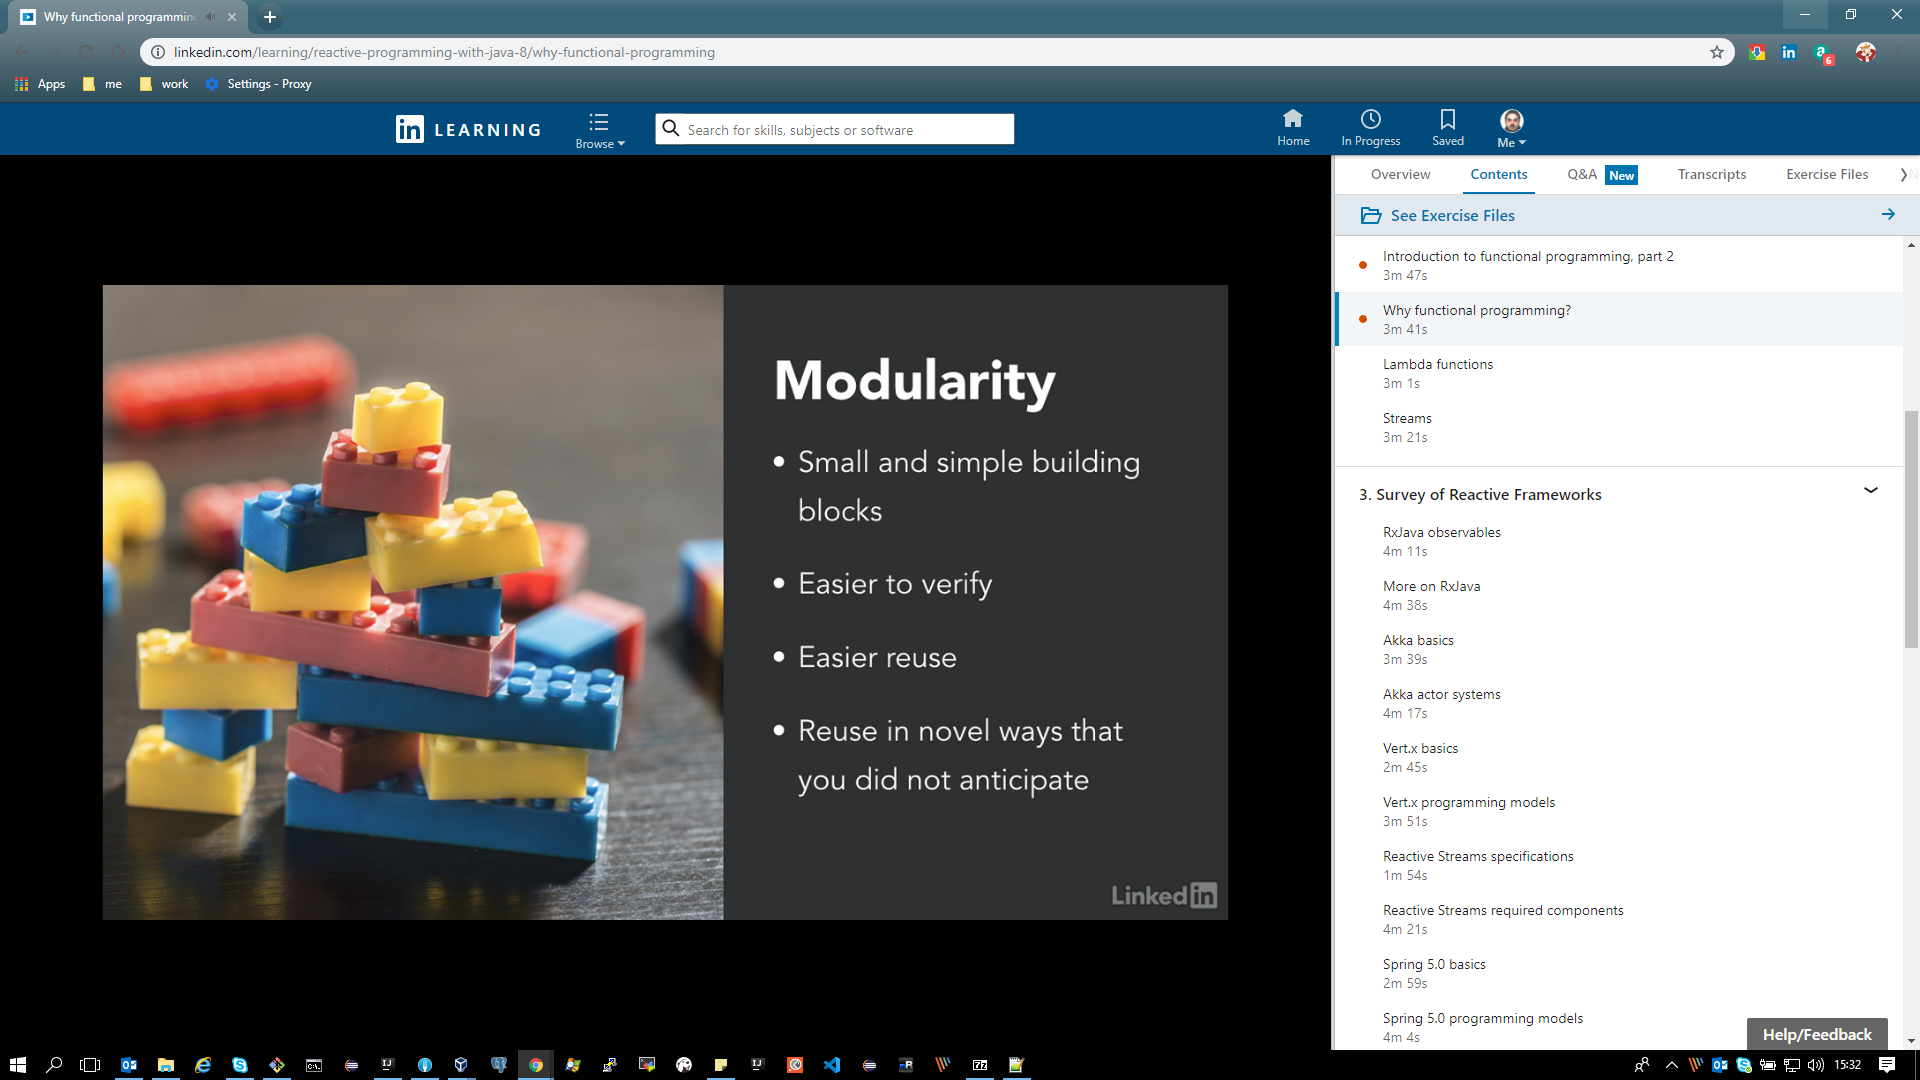 Why functional programming
linkedin.com/learning/reactive-programming-with-java-8/why-functional-programming
6
Apps
me
work
Settings - Proxy
in LEARNING
Browse
Search for skills, subjects or software
Home
In Progress
Saved
Me
Overview
Contents
Q&A New
Transcripts
Exercise Files
See Exercise Files
Modularity
• Small and simple building
blocks
• Easier to verify
• Easier reuse
• Reuse in novel ways that
you did not anticipate
Linked in
Introduction to functional programming, part 2
3m 47s
Why functional programming?
3m 41s
Lambda functions
3m 1s
Streams
3m 21s
3. Survey of Reactive Frameworks
RxJava observables
4m 11s
More on RxJava
4m 38s
Akka basics
3m 39s
Akka actor systems
4m 17s
Vert.x basics
2m 45s
Vert.x programming models
3m 51s
Reactive Streams specifications
1m 54s
Reactive Streams required components
4m 21s
Spring 5.0 basics
2m 59s
Spring 5.0 programming models
4m 4s
Help/Feedback
15:32